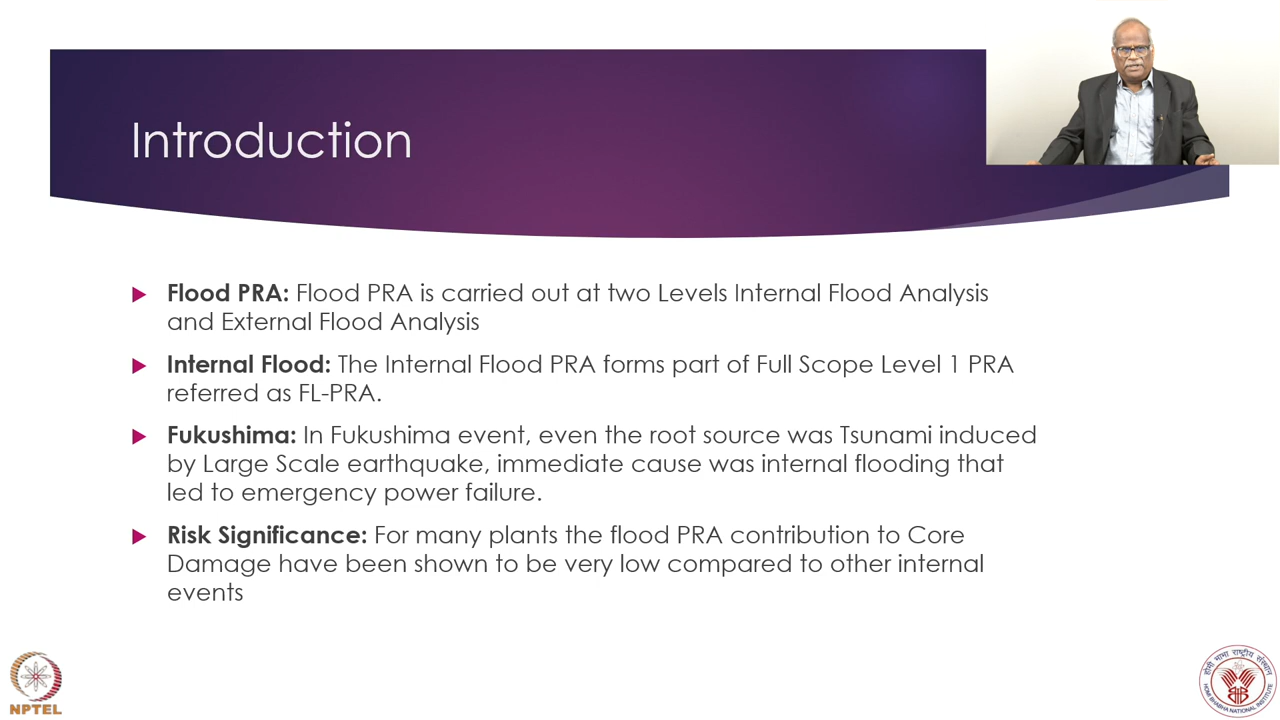 Introduction
Flood PRA: Flood PRA is carried out at two Levels Internal Flood Analysis
and External Flood Analysis
Internal Flood: The Internal Flood PRA forms part of Full Scope Level 1 PRA
referred as FL-PRA.
Fukushima: In Fukushima event, even the root source was Tsunami induced
by Large Scale earthquake, immediate cause was internal flooding that
led to emergency power failure.
Risk Significance: For many plants the flood PRA contribution to Core
Damage have been shown to be very low compared to other internal
events
NPTEL
होमी भाभा राष्ट्रीय संस्थान
HOMI BHABHA NATIONAL INSTITUTE